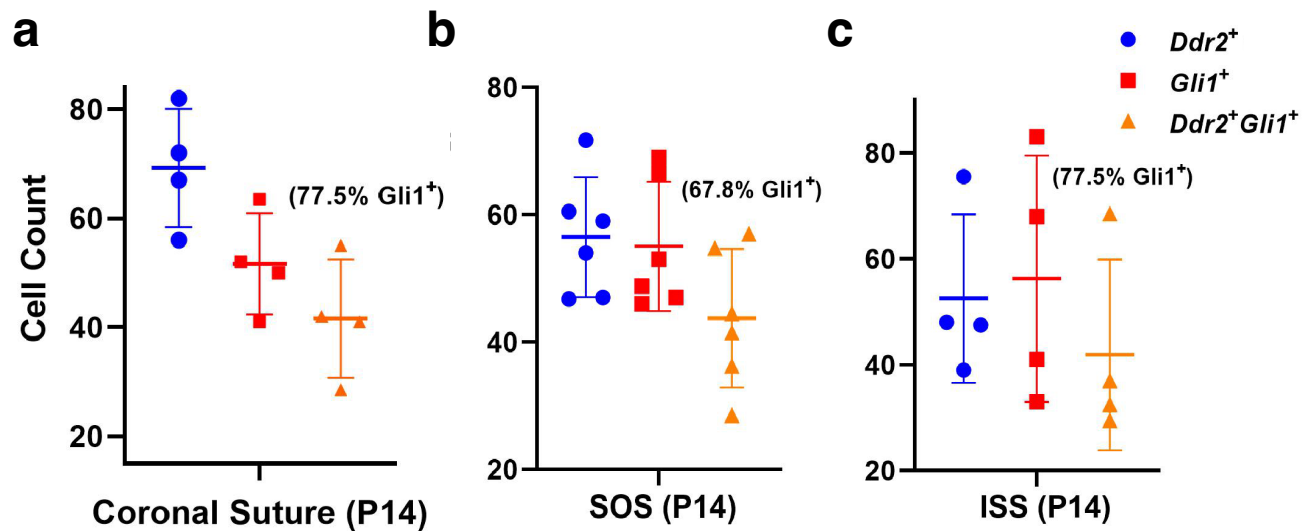 a
b
c
Ddr2⁺
Gli1⁺
Ddr2⁺Gli1⁺
Cell Count
80
60
40
20
(77.5% Gli1⁺)
Coronal Suture (P14)
80
60
40
20
(67.8% Gli1⁺)
SOS (P14)
80
60
40
20
(77.5% Gli1⁺)
ISS (P14)